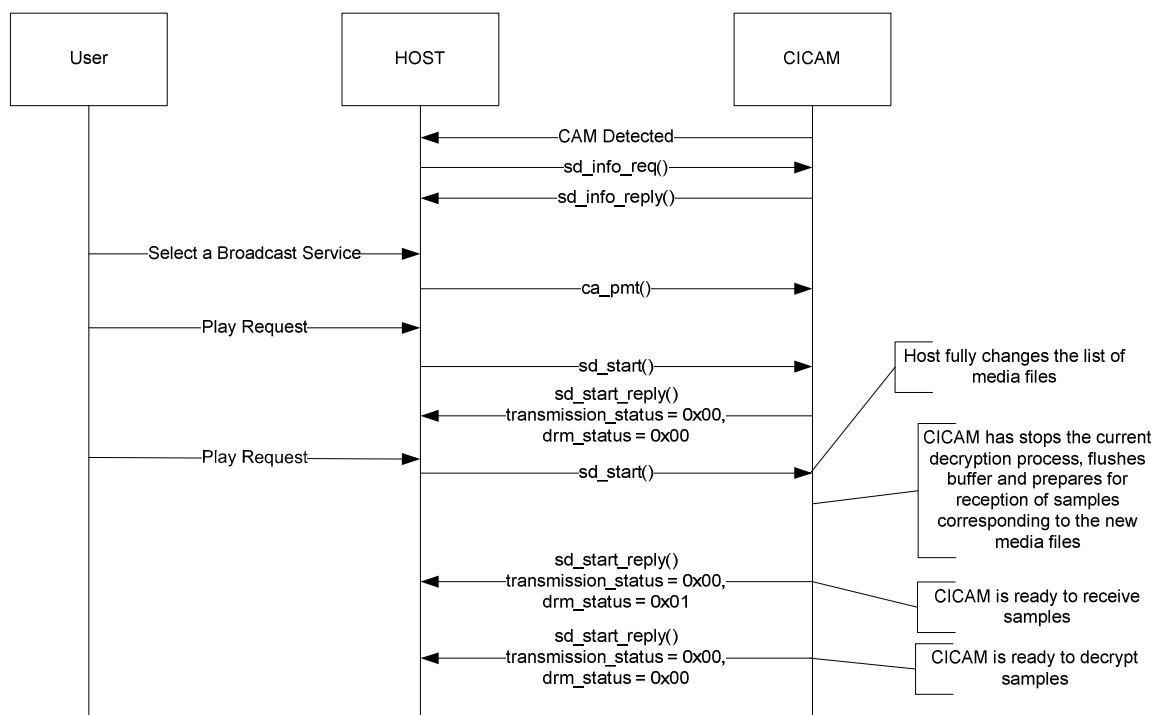 User
HOST
CICAM
CAM Detected
sd_info_req()
sd_info_reply()
Select a Broadcast Service
ca_pmt()
Play Request
sd_start()
Host fully changes the list of
media files
sd_start_reply()
transmission_status = 0x00,
drm_status = 0x00
Play Request
sd_start()
CICAM has stops the current
decryption process, flushes
buffer and prepares for
reception of samples
corresponding to the new
media files
sd_start_reply()
transmission_status = 0x00,
drm_status = 0x01
CICAM is ready to receive
samples
sd_start_reply()
transmission_status = 0x00,
drm_status = 0x00
CICAM is ready to decrypt
samples